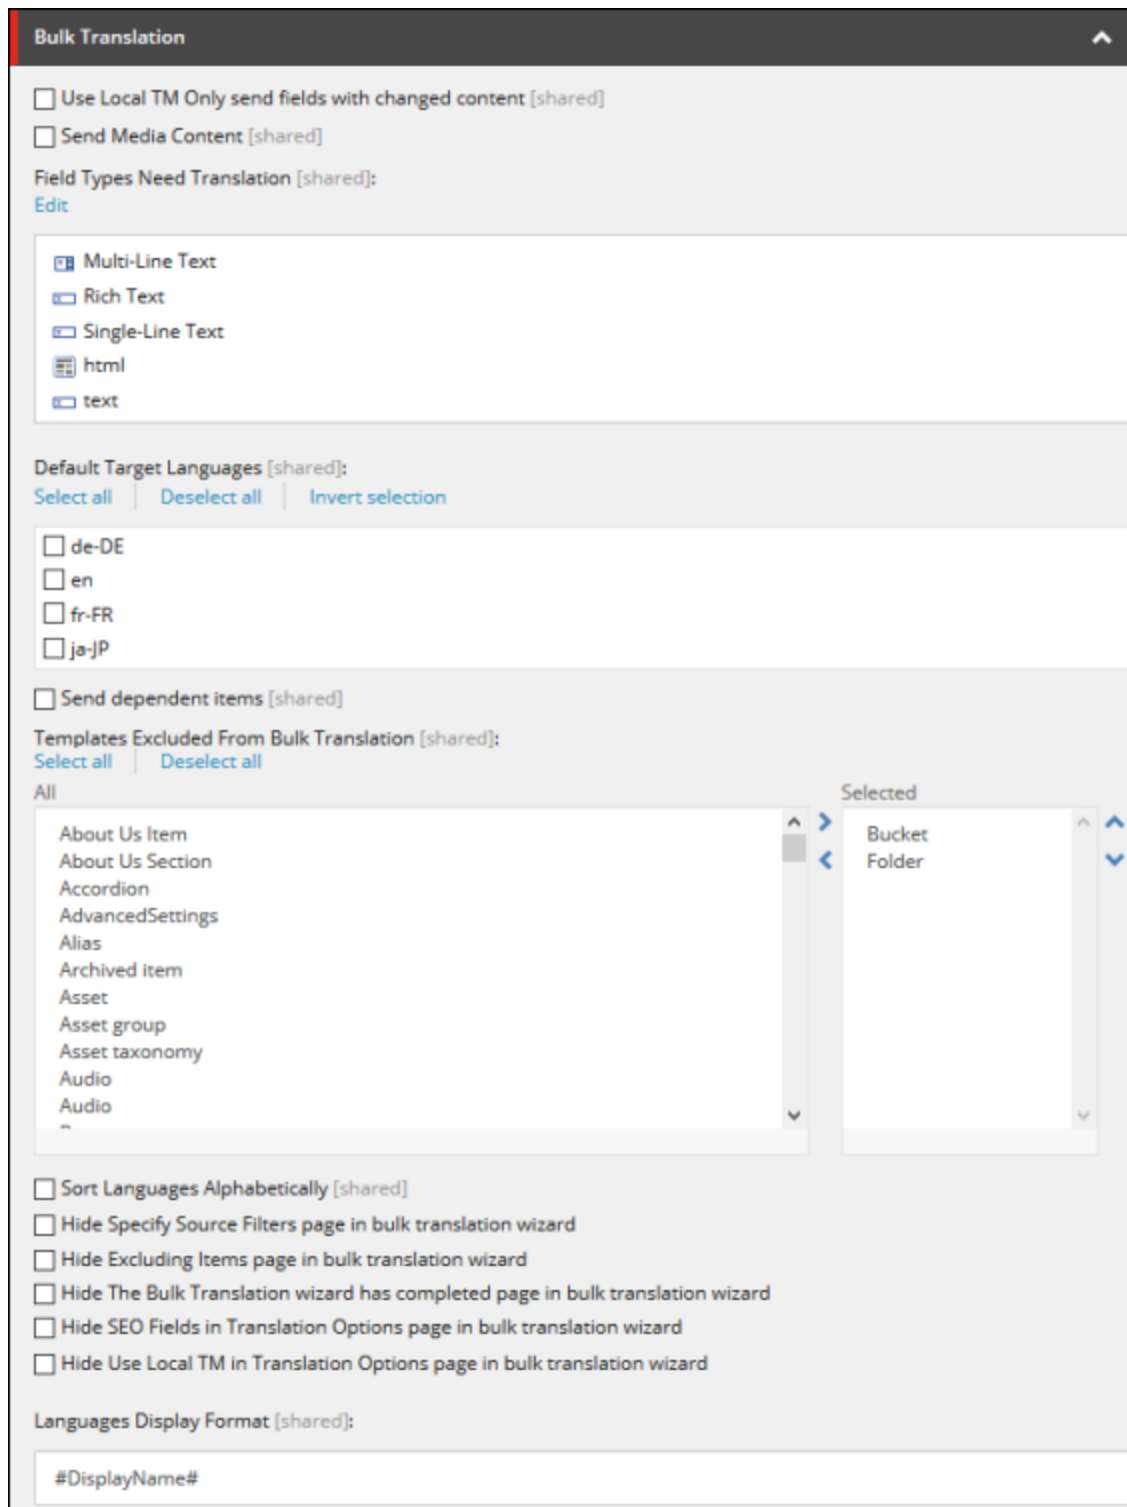 Bulk Translation
Use Local TM Only send fields with changed content [shared]
Send Media Content [shared]
Field Types Need Translation [shared]:
Edit
Multi-Line Text
Rich Text
Single-Line Text
html
text
Default Target Languages [shared]:
Select all Deselect all Invert selection
de-DE
en
fr-FR
ja-JP
Send dependent items [shared]
Templates Excluded From Bulk Translation [shared]:
Select all Deselect all
All
About Us Item
About Us Section
Accordion
AdvancedSettings
Alias
Archived item
Asset
Asset group
Asset taxonomy
Audio
Audio
Selected
Bucket
Folder
Sort Languages Alphabetically [shared]
Hide Specify Source Filters page in bulk translation wizard
Hide Excluding Items page in bulk translation wizard
Hide The Bulk Translation wizard has completed page in bulk translation wizard
Hide SEO Fields in Translation Options page in bulk translation wizard
Hide Use Local TM in Translation Options page in bulk translation wizard
Languages Display Format [shared]:
#DisplayName#